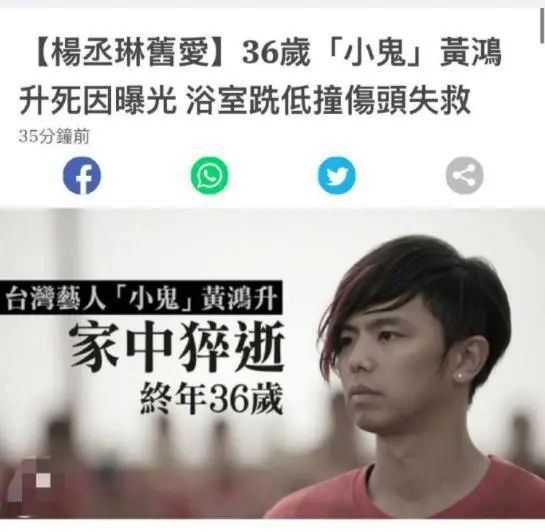 【楊丞琳舊愛】36歲「小鬼」黃鴻
升死因曝光 浴室跣低撞傷頭失救
35分鐘前
台灣藝人「小鬼」黃鴻升
家中猝逝
終年36歲